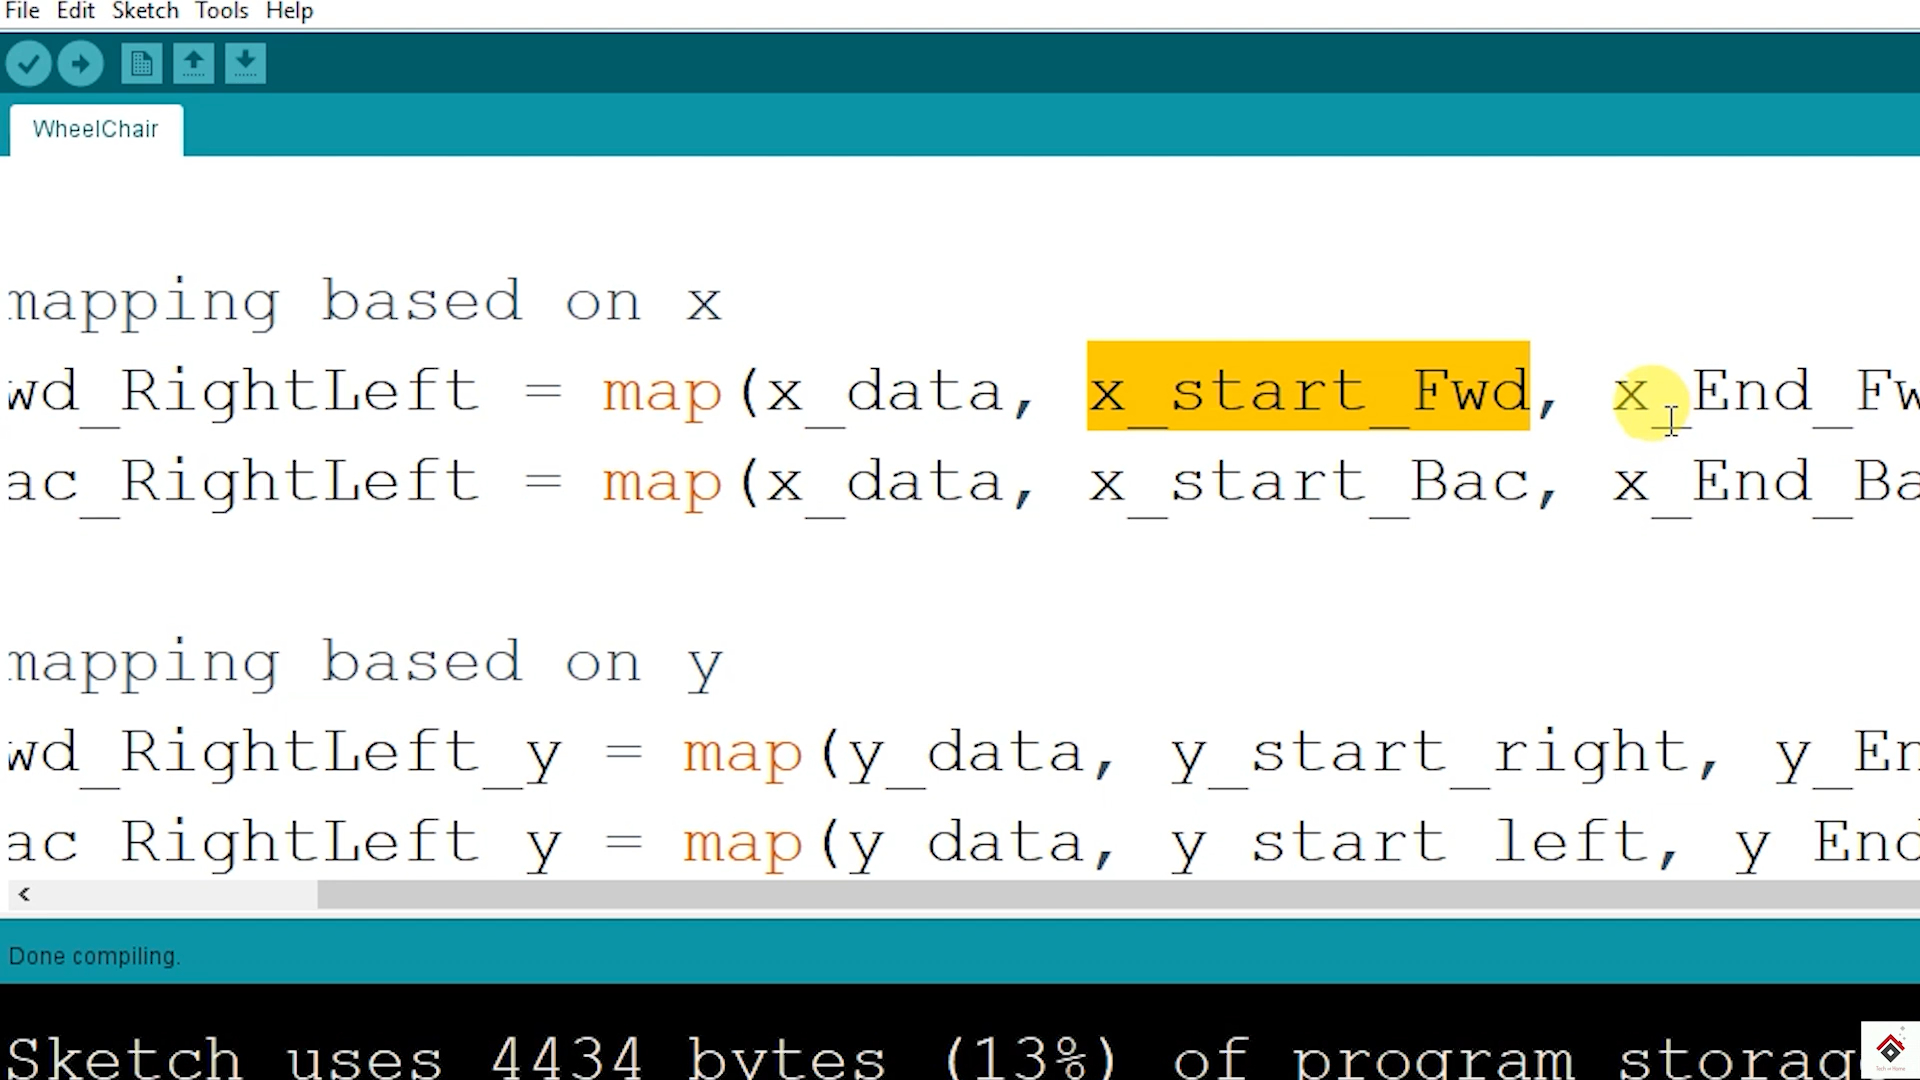 File Edit Sketch Tools Help
WheelChair
mapping based on x
wd_RightLeft = map(x_data, x_start_Fwd, x_End_Fw
ac_RightLeft = map(x_data, x_start_Bac, x_End_Ba
mapping based on y
wd_RightLeft_y = map(y_data, y_start_right, y_En
ac_RightLeft_y = map(y_data, y_start_left, y_End
Done compiling.
Sketch uses 4434 bytes (13%) of program storag